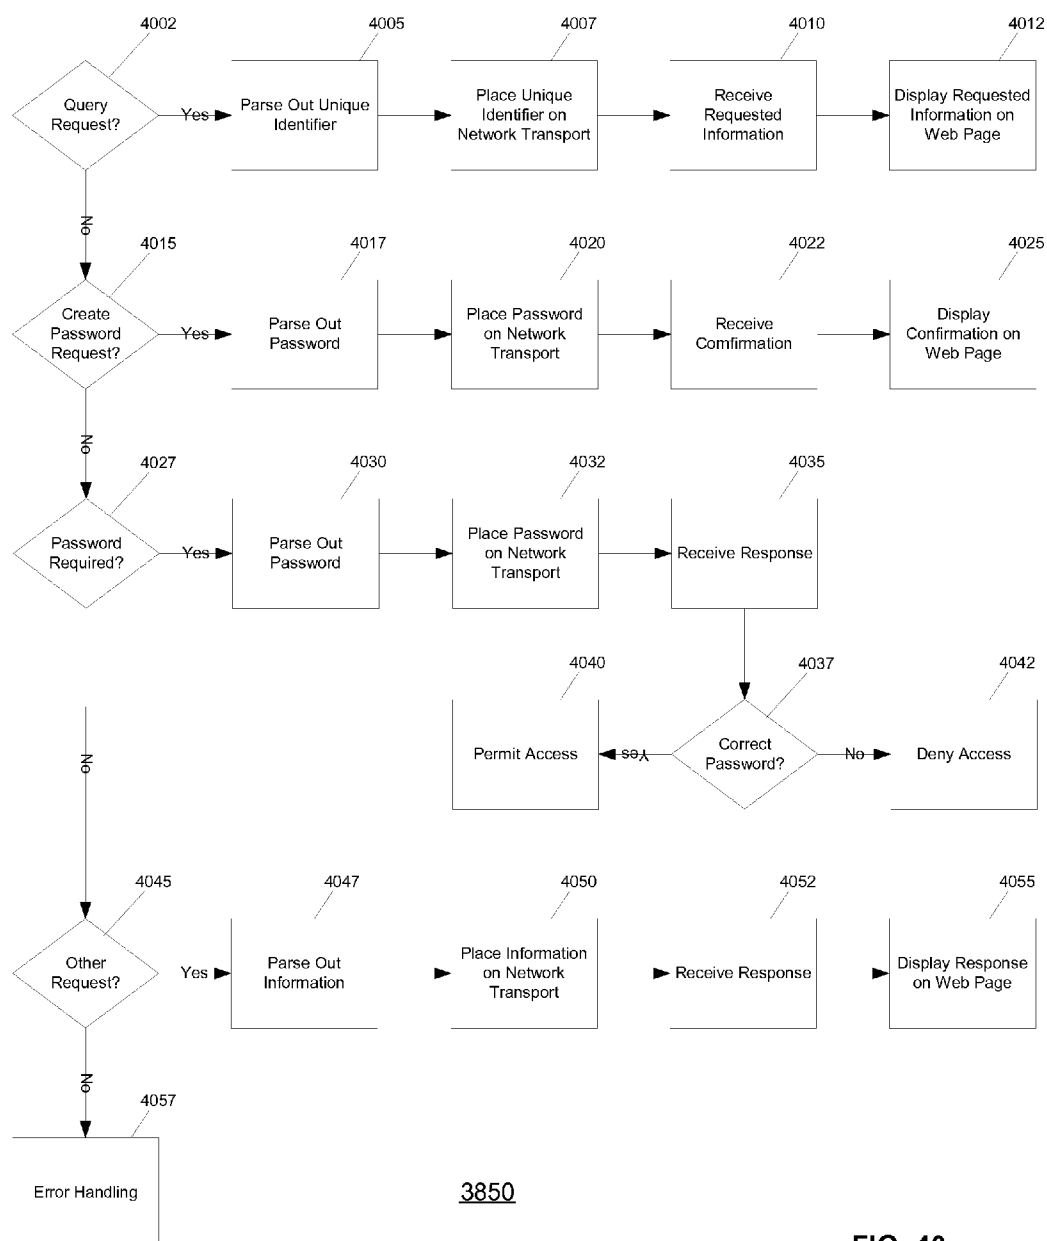 4002
4005
4007
4010
4012
Query
Request?
Yes
Parse Out Unique
Identifier
Place Unique
Identifier on
Network Transport
Receive
Requested
Information
Display Requested
Information on
Web Page
No
4015
4017
4020
4022
4025
Create
Password
Request?
Yes
Parse Out
Password
Place Password
on Network
Transport
Receive
Comfirmation
Display
Confirmation on
Web Page
No
4027
4030
4032
4035
Password
Required?
Yes
Parse Out
Password
Place Password
on Network
Transport
Receive Response
4040
4037
4042
No
Permit Access
Yes
Correct
Password?
No
Deny Access
4045
4047
4050
4052
4055
Other
Request?
Yes
Parse Out
Information
Place Information
on Network
Transport
Receive Response
Display Response
on Web Page
No
4057
Error Handling
3850
FIG.